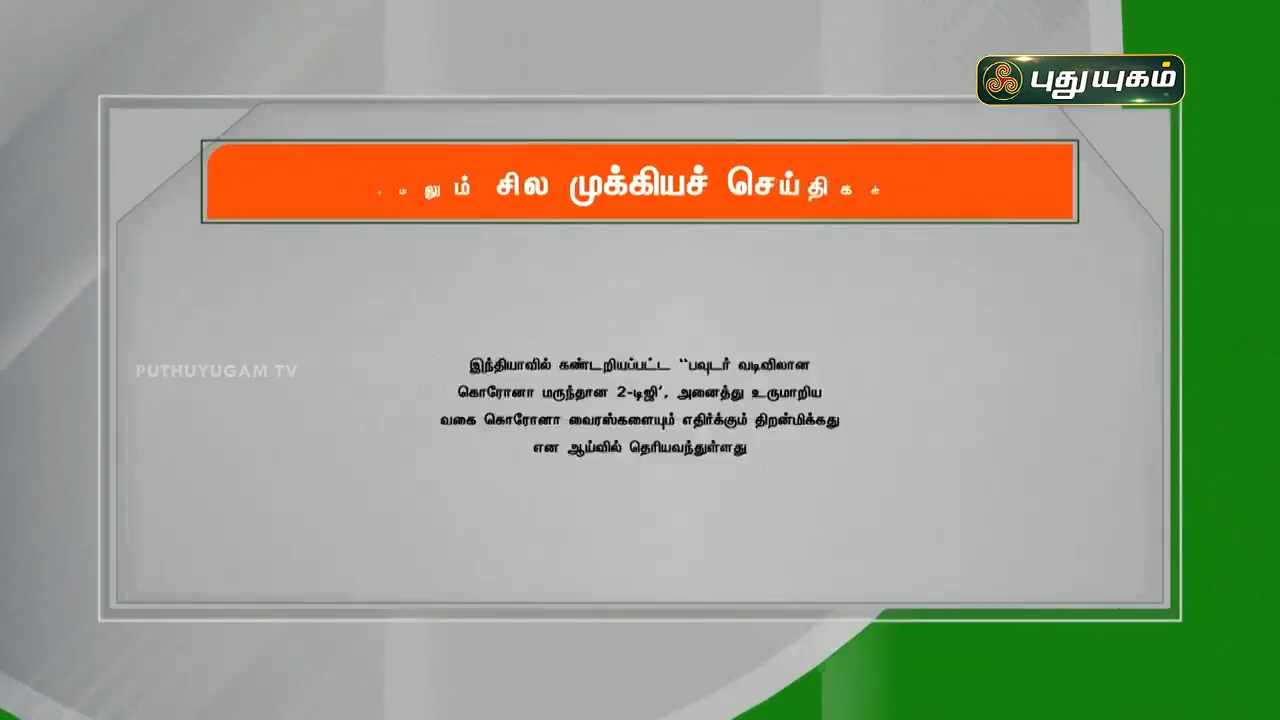 புதுயுகம்
மேலும் சில முக்கியச் செய்திகள்
PUTHUYUGAM TV
இந்தியாவில் கண்டறியப்பட்ட “பவுடர் வடிவிலான
கொரோனா மருந்தான 2-டிஜி’, அனைத்து உருமாறிய
வகை கொரோனா வைரஸ்களையும் எதிர்க்கும் திறன்மிக்கது
என ஆய்வில் தெரியவந்துள்ளது